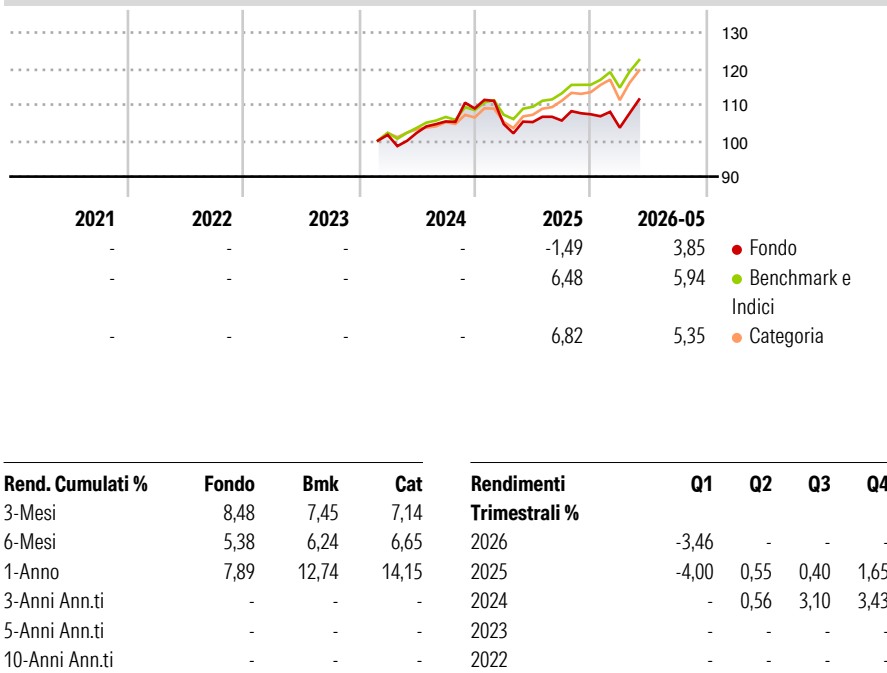 130
120
110
100
90
2021 2022 2023 2024 2025 2026-05
- - - - -1,49 3,85 Fondo
- - - - 6,48 5,94 Benchmark e
Indici
- - - - 6,82 5,35 Categoria
Rend. Cumulati % Fondo Bmk Cat
3-Mesi 8,48 7,45 7,14
6-Mesi 5,38 6,24 6,65
1-Anno 7,89 12,74 14,15
3-Anni Ann.ti - - -
5-Anni Ann.ti - - -
10-Anni Ann.ti - - -
Rendimenti Q1 Q2 Q3 Q4
Trimestrali %
2026 -3,46 - - -
2025 -4,00 0,55 0,40 1,65
2024 - 0,56 3,10 3,43
2023 - - - -
2022 - - - -